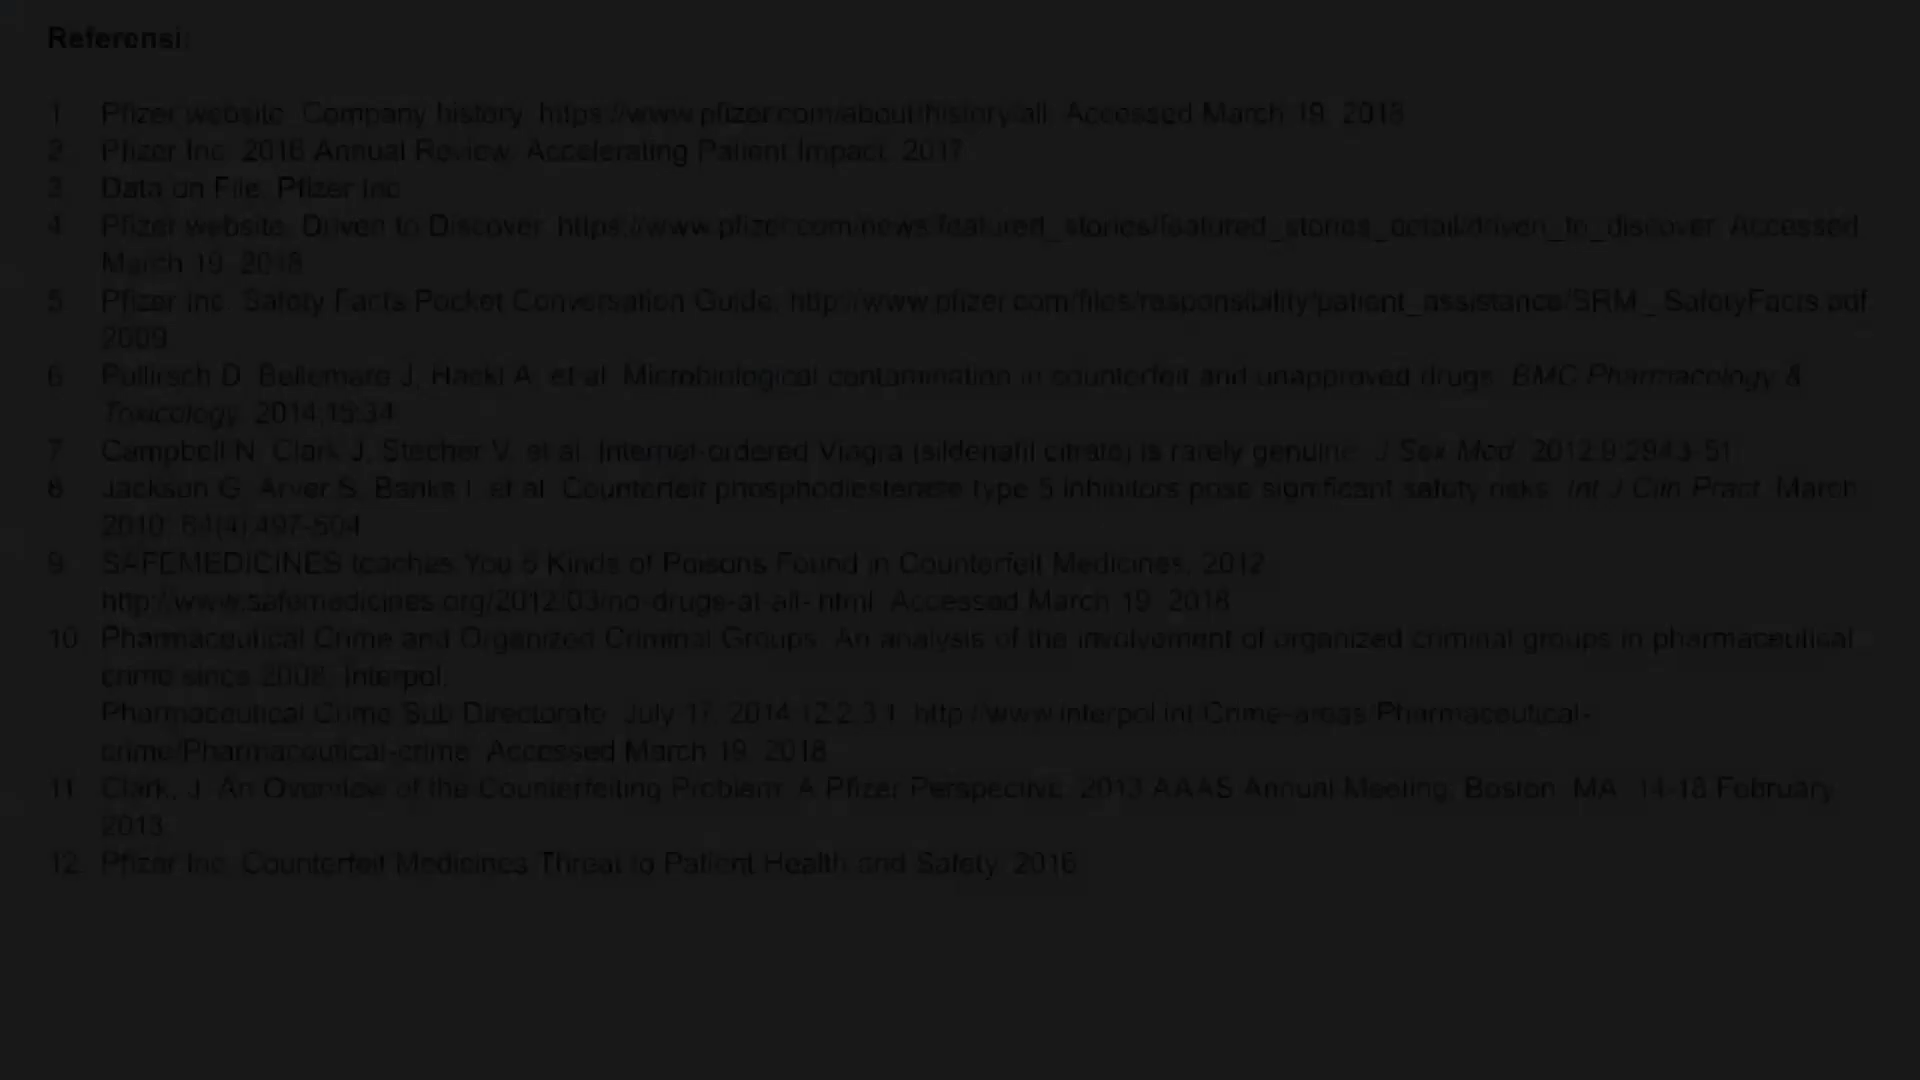 Referensi:
1. Pfizer website. Company history. https://www.pfizer.com/about/history/all. Accessed March 19, 2018
2. Pfizer Inc. 2016 Annual Review. Accelerating Patient Impact. 2017
3. Data on File. Pfizer Inc
4. Pfizer website. Driven to Discover. https://www.pfizer.com/news/featured_stories/featured_stories_detail/driven_to_discover. Accessed
March 19, 2018
5. Pfizer Inc. Safety Facts Pocket Conversation Guide. http://www.pfizer.com/files/responsibility/patient_assistance/SRM_ SafetyFacts.pdf
2009
6. Pullirsch D, Bellemare J, Hackl A, et al. Microbiological contamination in counterfeit and unapproved drugs. BMC Pharmacology &
Toxicology. 2014;15:34
7. Campbell N, Clark J, Stecher V, et al. Internet-ordered Viagra (sildenafil citrate) is rarely genuine. J Sex Med. 2012;9:2943-51
8. Jackson G, Arver S, Banks I, et al. Counterfeit phosphodiesterase type 5 inhibitors pose significant safety risks. Int J Clin Pract. March
2010; 64(4):497-504
9. SAFEMEDICINES teaches You 5 Kinds of Poisons Found in Counterfeit Medicines, 2012
http://www.safemedicines.org/2012/03/no-drugs-at-all-.html. Accessed March 19, 2018
10. Pharmaceutical Crime and Organized Criminal Groups. An analysis of the involvement of organized criminal groups in pharmaceutical
crime since 2008. Interpol.
Pharmaceutical Crime Sub Directorate. July 17, 2014.12.2.3.1. http://www.interpol.int/Crime-areas/Pharmaceutical-
crime/Pharmaceutical-crime. Accessed March 19, 2018
11. Clark, J. An Overview of the Counterfeiting Problem: A Pfizer Perspective. 2013 AAAS Annual Meeting. Boston, MA. 14-18 February
2013.
12. Pfizer Inc. Counterfeit Medicines Threat to Patient Health and Safety. 2016